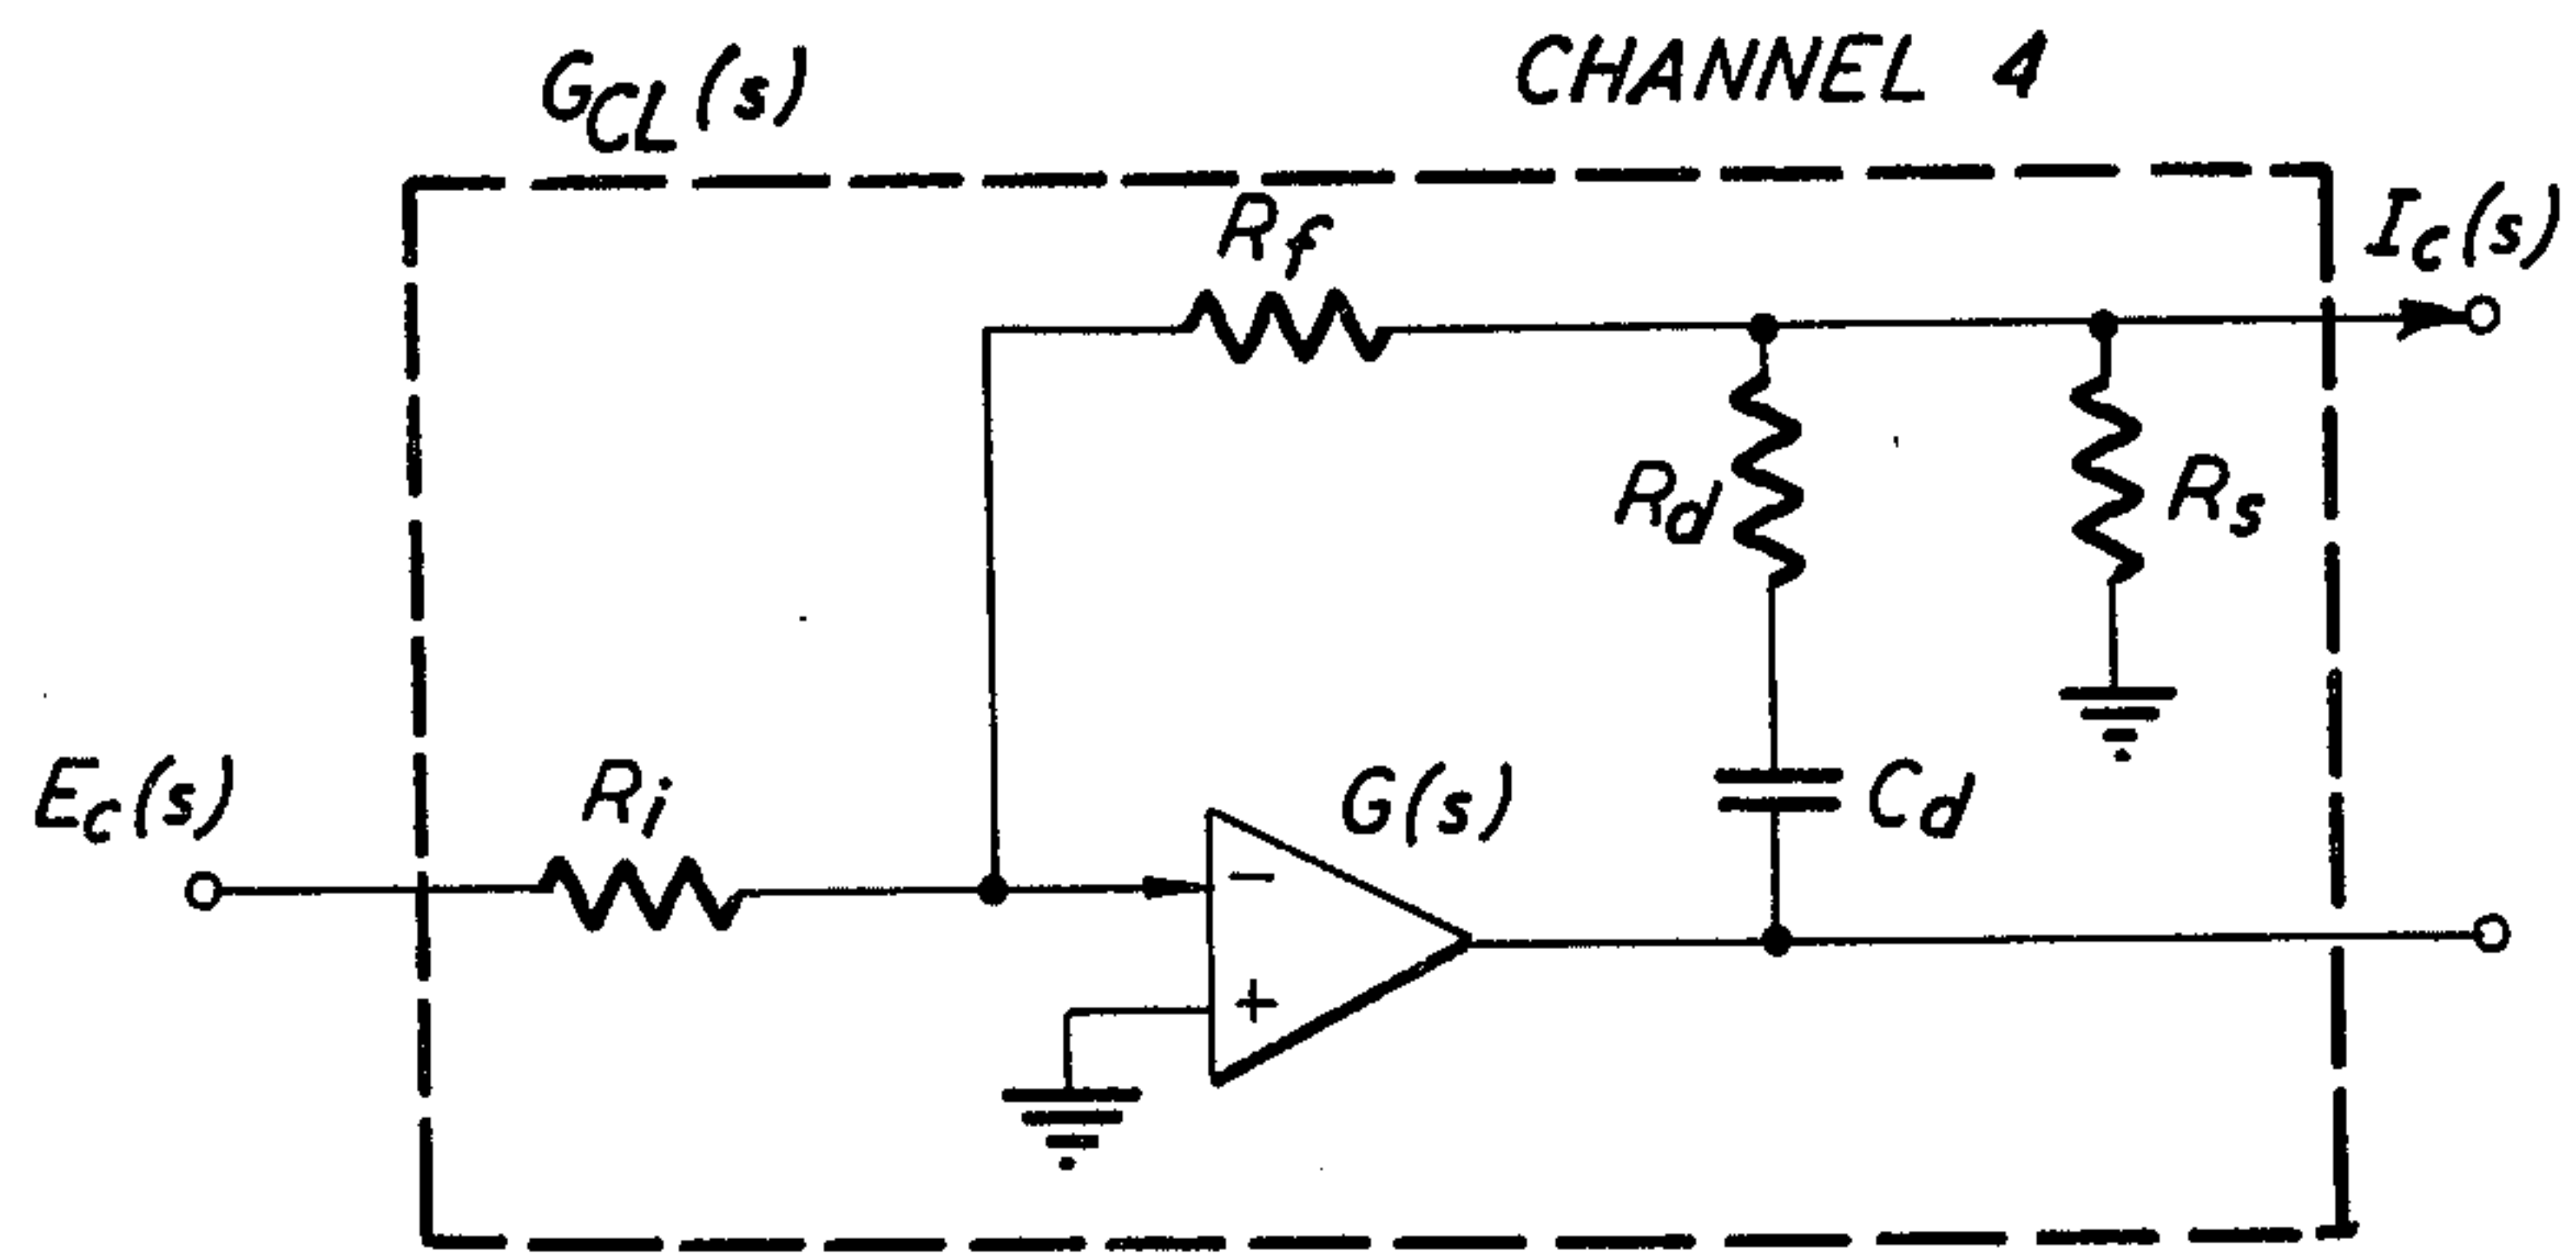 G_CL(s)
CHANNEL 4
I_c(s)
R_f
R_d
R_s
E_c(s)
R_i
G(s)
C_d
−
+